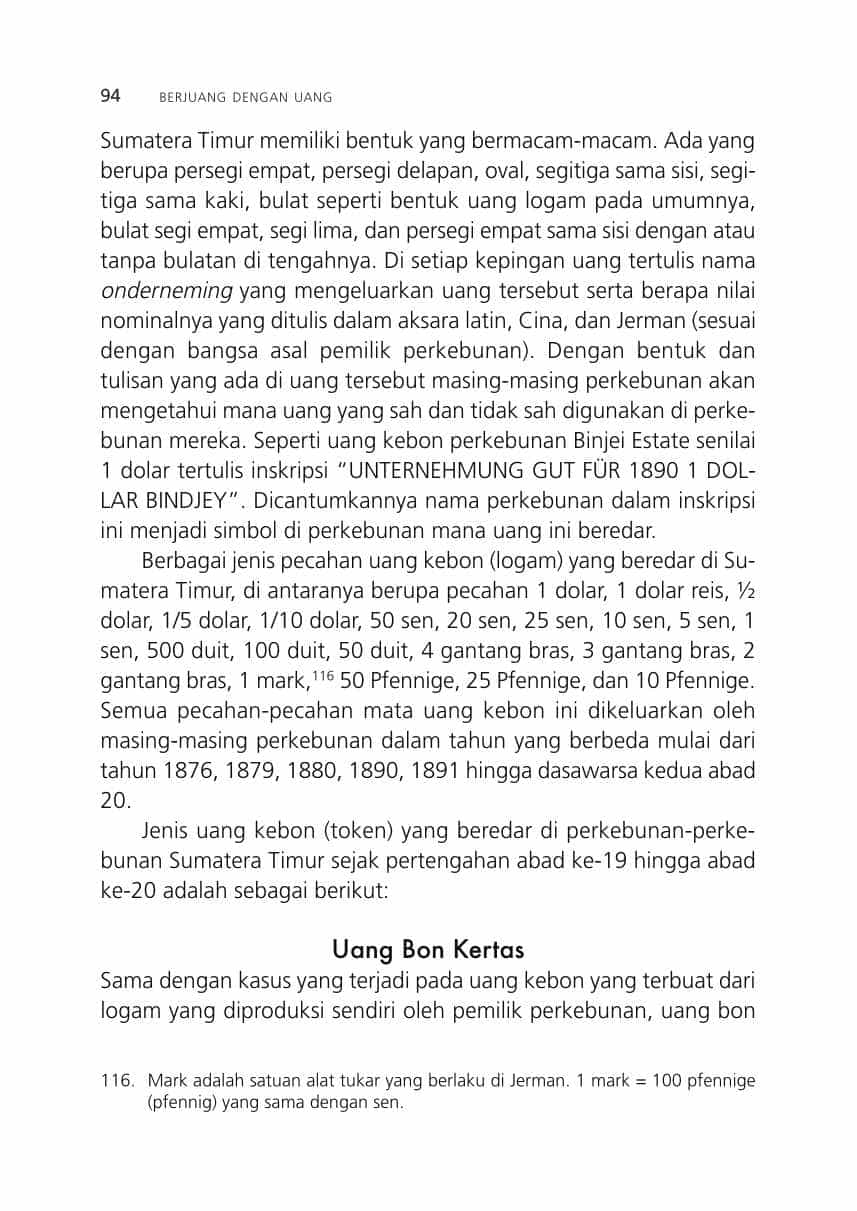 94 BERJUANG DENGAN UANG
Sumatera Timur memiliki bentuk yang bermacam-macam. Ada yang
berupa persegi empat, persegi delapan, oval, segitiga sama sisi, segi-
tiga sama kaki, bulat seperti bentuk uang logam pada umumnya,
bulat segi empat, segi lima, dan persegi empat sama sisi dengan atau
tanpa bulatan di tengahnya. Di setiap kepingan uang tertulis nama
onderneming yang mengeluarkan uang tersebut serta berapa nilai
nominalnya yang ditulis dalam aksara latin, Cina, dan Jerman (sesuai
dengan bangsa asal pemilik perkebunan). Dengan bentuk dan
tulisan yang ada di uang tersebut masing-masing perkebunan akan
mengetahui mana uang yang sah dan tidak sah digunakan di perke-
bunan mereka. Seperti uang kebon perkebunan Binjei Estate senilai
1 dolar tertulis inskripsi “UNTERNEHMUNG GUT FÜR 1890 1 DOL-
LAR BINDJEY”. Dicantumkannya nama perkebunan dalam inskripsi
ini menjadi simbol di perkebunan mana uang ini beredar.
Berbagai jenis pecahan uang kebon (logam) yang beredar di Su-
matera Timur, di antaranya berupa pecahan 1 dolar, 1 dolar reis, ½
dolar, 1/5 dolar, 1/10 dolar, 50 sen, 20 sen, 25 sen, 10 sen, 5 sen, 1
sen, 500 duit, 100 duit, 50 duit, 4 gantang bras, 3 gantang bras, 2
gantang bras, 1 mark,¹¹⁶ 50 Pfennige, 25 Pfennige, dan 10 Pfennige.
Semua pecahan-pecahan mata uang kebon ini dikeluarkan oleh
masing-masing perkebunan dalam tahun yang berbeda mulai dari
tahun 1876, 1879, 1880, 1890, 1891 hingga dasawarsa kedua abad
20.
Jenis uang kebon (token) yang beredar di perkebunan-perke-
bunan Sumatera Timur sejak pertengahan abad ke-19 hingga abad
ke-20 adalah sebagai berikut:
Uang Bon Kertas
Sama dengan kasus yang terjadi pada uang kebon yang terbuat dari
logam yang diproduksi sendiri oleh pemilik perkebunan, uang bon
116. Mark adalah satuan alat tukar yang berlaku di Jerman. 1 mark = 100 pfennige
(pfennig) yang sama dengan sen.